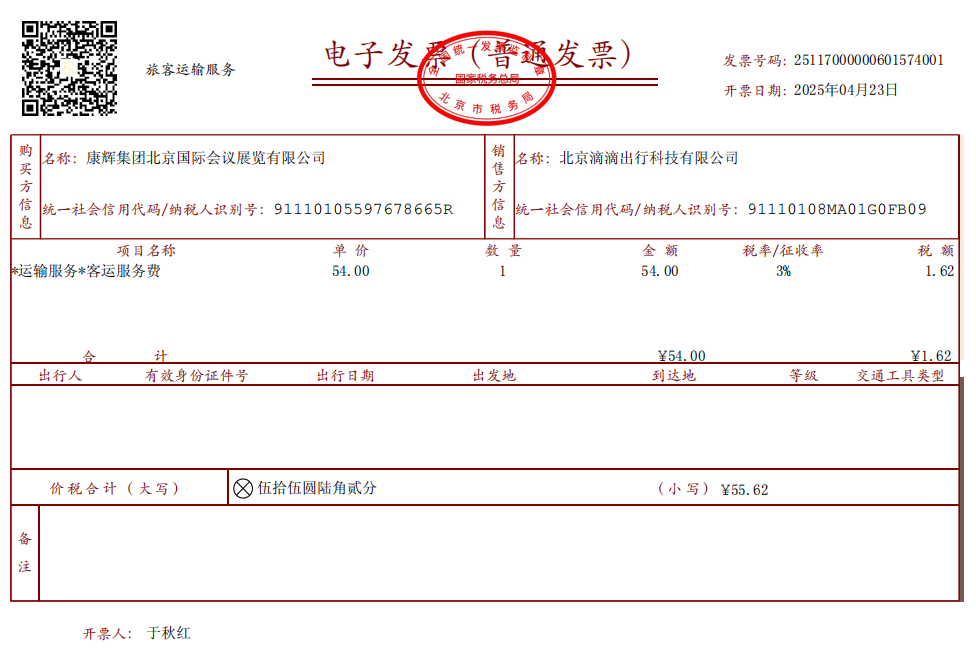 电子发票（普通发票）
全国统一发票监制章
国家税务总局
北京市税务局
旅客运输服务
发票号码：25117000000601574001
开票日期：2025年04月23日
购买方信息
名称：康辉集团北京国际会议展览有限公司
统一社会信用代码/纳税人识别号：91110105597678665R
销售方信息
名称：北京滴滴出行科技有限公司
统一社会信用代码/纳税人识别号：91110108MA01G0FB09
项目名称 单价 数量 金额 税率/征收率 税额
*运输服务*客运服务费 54.00 1 54.00 3% 1.62
合计 ¥54.00 ¥1.62
出行人 有效身份证件号 出行日期 出发地 到达地 等级 交通工具类型
价税合计（大写） 伍拾伍圆陆角贰分 （小写）¥55.62
备注
开票人：于秋红